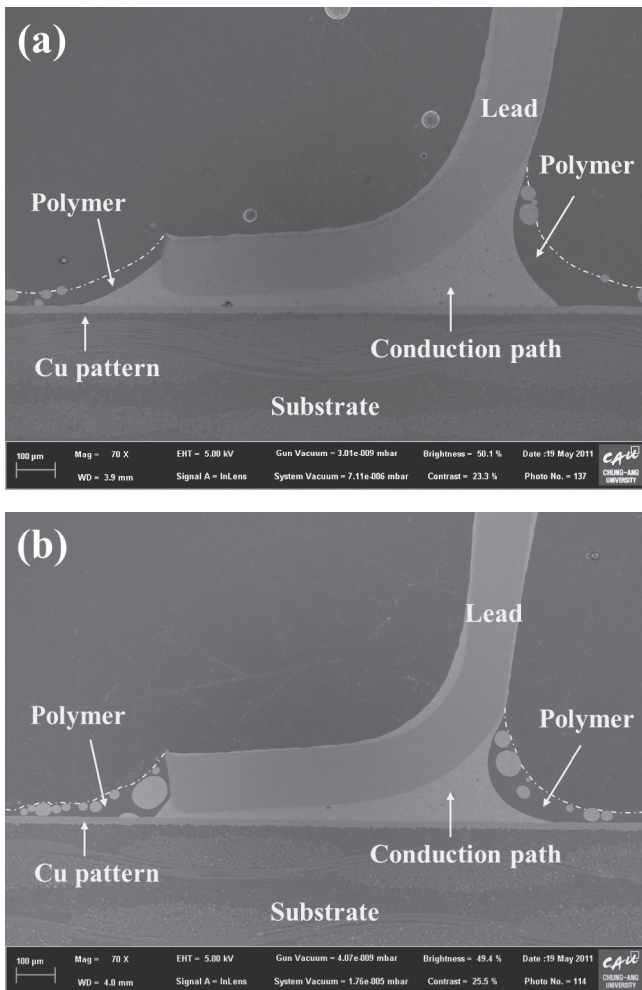 (a)
Lead
Polymer
Polymer
Conduction path
Cu pattern
Substrate
100 µm
Mag = 70 X
EHT = 5.00 kV
Gun Vacuum = 3.01e-009 mbar
Brightness = 50.1 %
Date :19 May 2011
WD = 3.9 mm
Signal A = InLens
System Vacuum = 7.11e-006 mbar
Contrast = 23.3 %
Photo No. = 137
CAU
CHUNG-ANG
UNIVERSITY
(b)
Lead
Polymer
Polymer
Conduction path
Cu pattern
Substrate
100 µm
Mag = 70 X
EHT = 5.00 kV
Gun Vacuum = 4.07e-009 mbar
Brightness = 49.4 %
Date :19 May 2011
WD = 4.0 mm
Signal A = InLens
System Vacuum = 1.76e-005 mbar
Contrast = 25.5 %
Photo No. = 114
CAU
CHUNG-ANG
UNIVERSITY